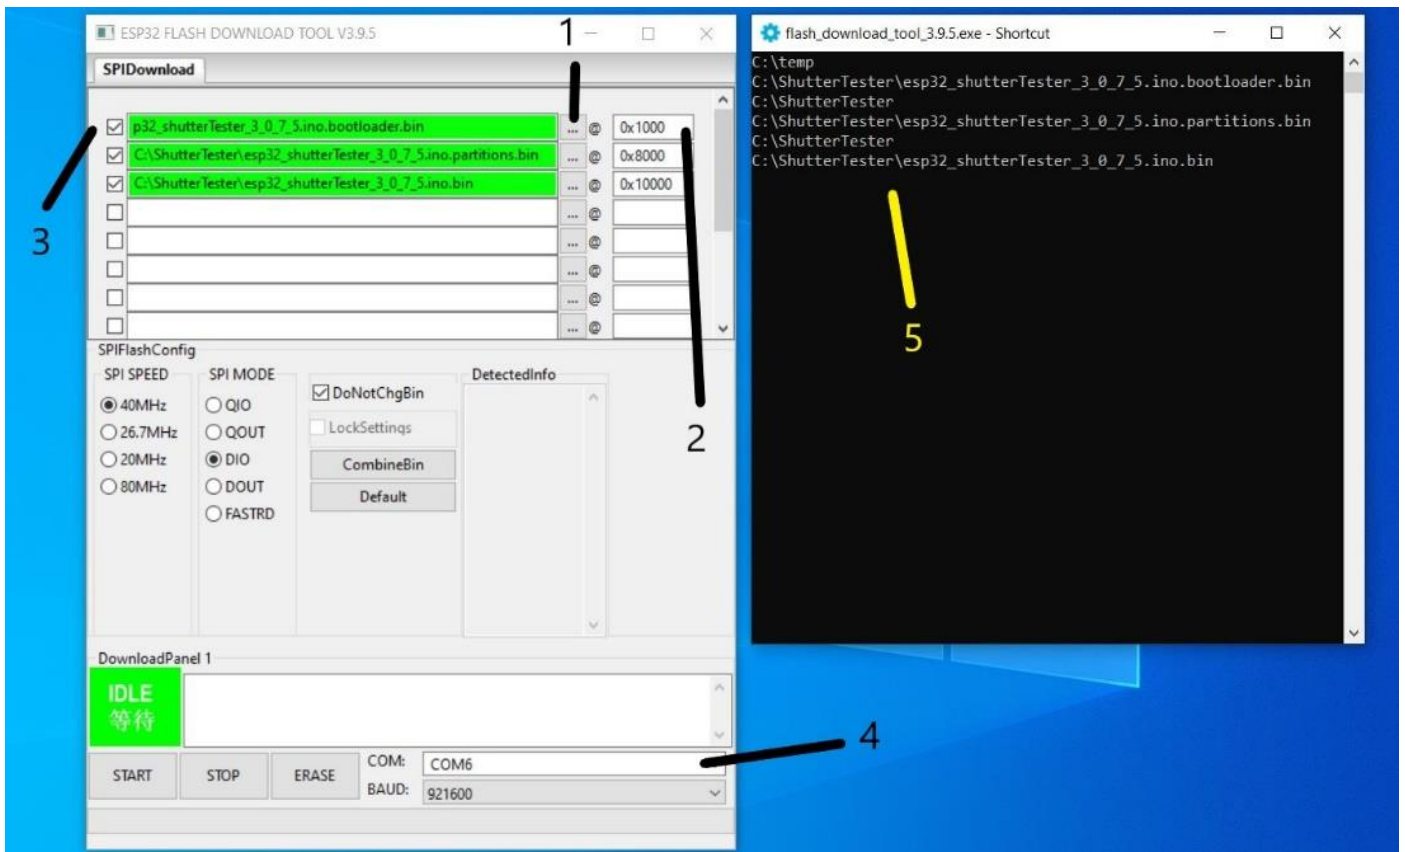 ESP32 FLASH DOWNLOAD TOOL V3.9.5
1
SPIDownload
p32_shutterTester_3_0_7_5.ino.bootloader.bin ... @ 0x1000
C:\ShutterTester\esp32_shutterTester_3_0_7_5.ino.partitions.bin ... @ 0x8000
C:\ShutterTester\esp32_shutterTester_3_0_7_5.ino.bin ... @ 0x10000
... @
... @
... @
... @
... @
3
2
SPIFlashConfig
SPI SPEED
40MHz
26.7MHz
20MHz
80MHz
SPI MODE
QIO
QOUT
DIO
DOUT
FASTRD
DoNotChgBin
LockSettings
CombineBin
Default
DetectedInfo
DownloadPanel 1
IDLE
等待
START STOP ERASE
COM: COM6
BAUD: 921600
4
flash_download_tool_3.9.5.exe - Shortcut
C:\temp
C:\ShutterTester\esp32_shutterTester_3_0_7_5.ino.bootloader.bin
C:\ShutterTester
C:\ShutterTester\esp32_shutterTester_3_0_7_5.ino.partitions.bin
C:\ShutterTester
C:\ShutterTester\esp32_shutterTester_3_0_7_5.ino.bin
5